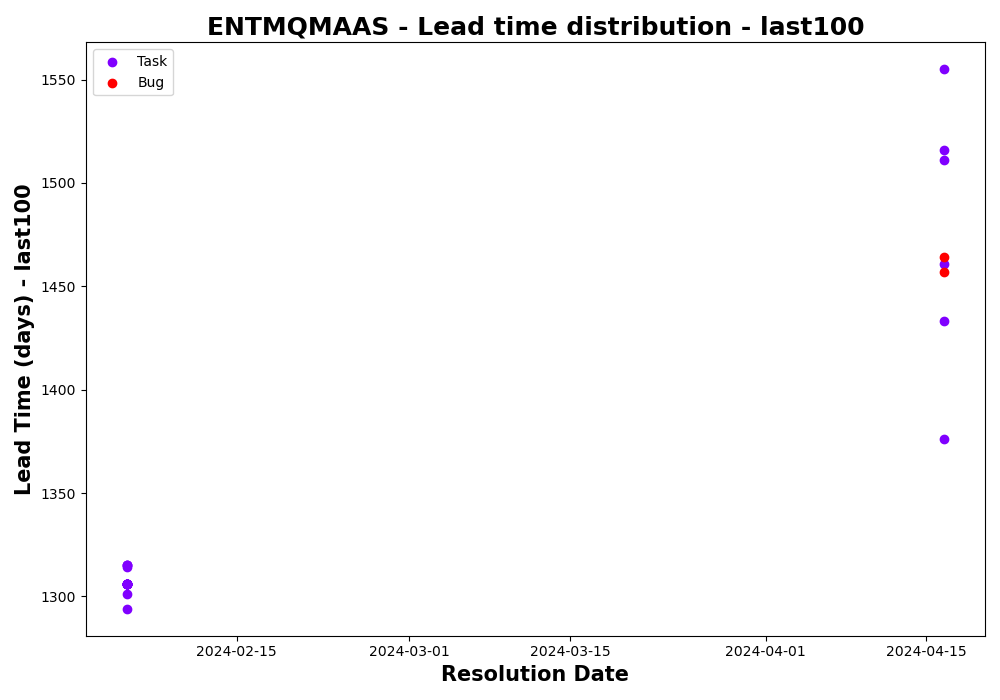 ENTMQMAAS - Lead time distribution - last100
Task
Bug
Lead Time (days) - last100
1550
1500
1450
1400
1350
1300
2024-02-15
2024-03-01
2024-03-15
2024-04-01
2024-04-15
Resolution Date